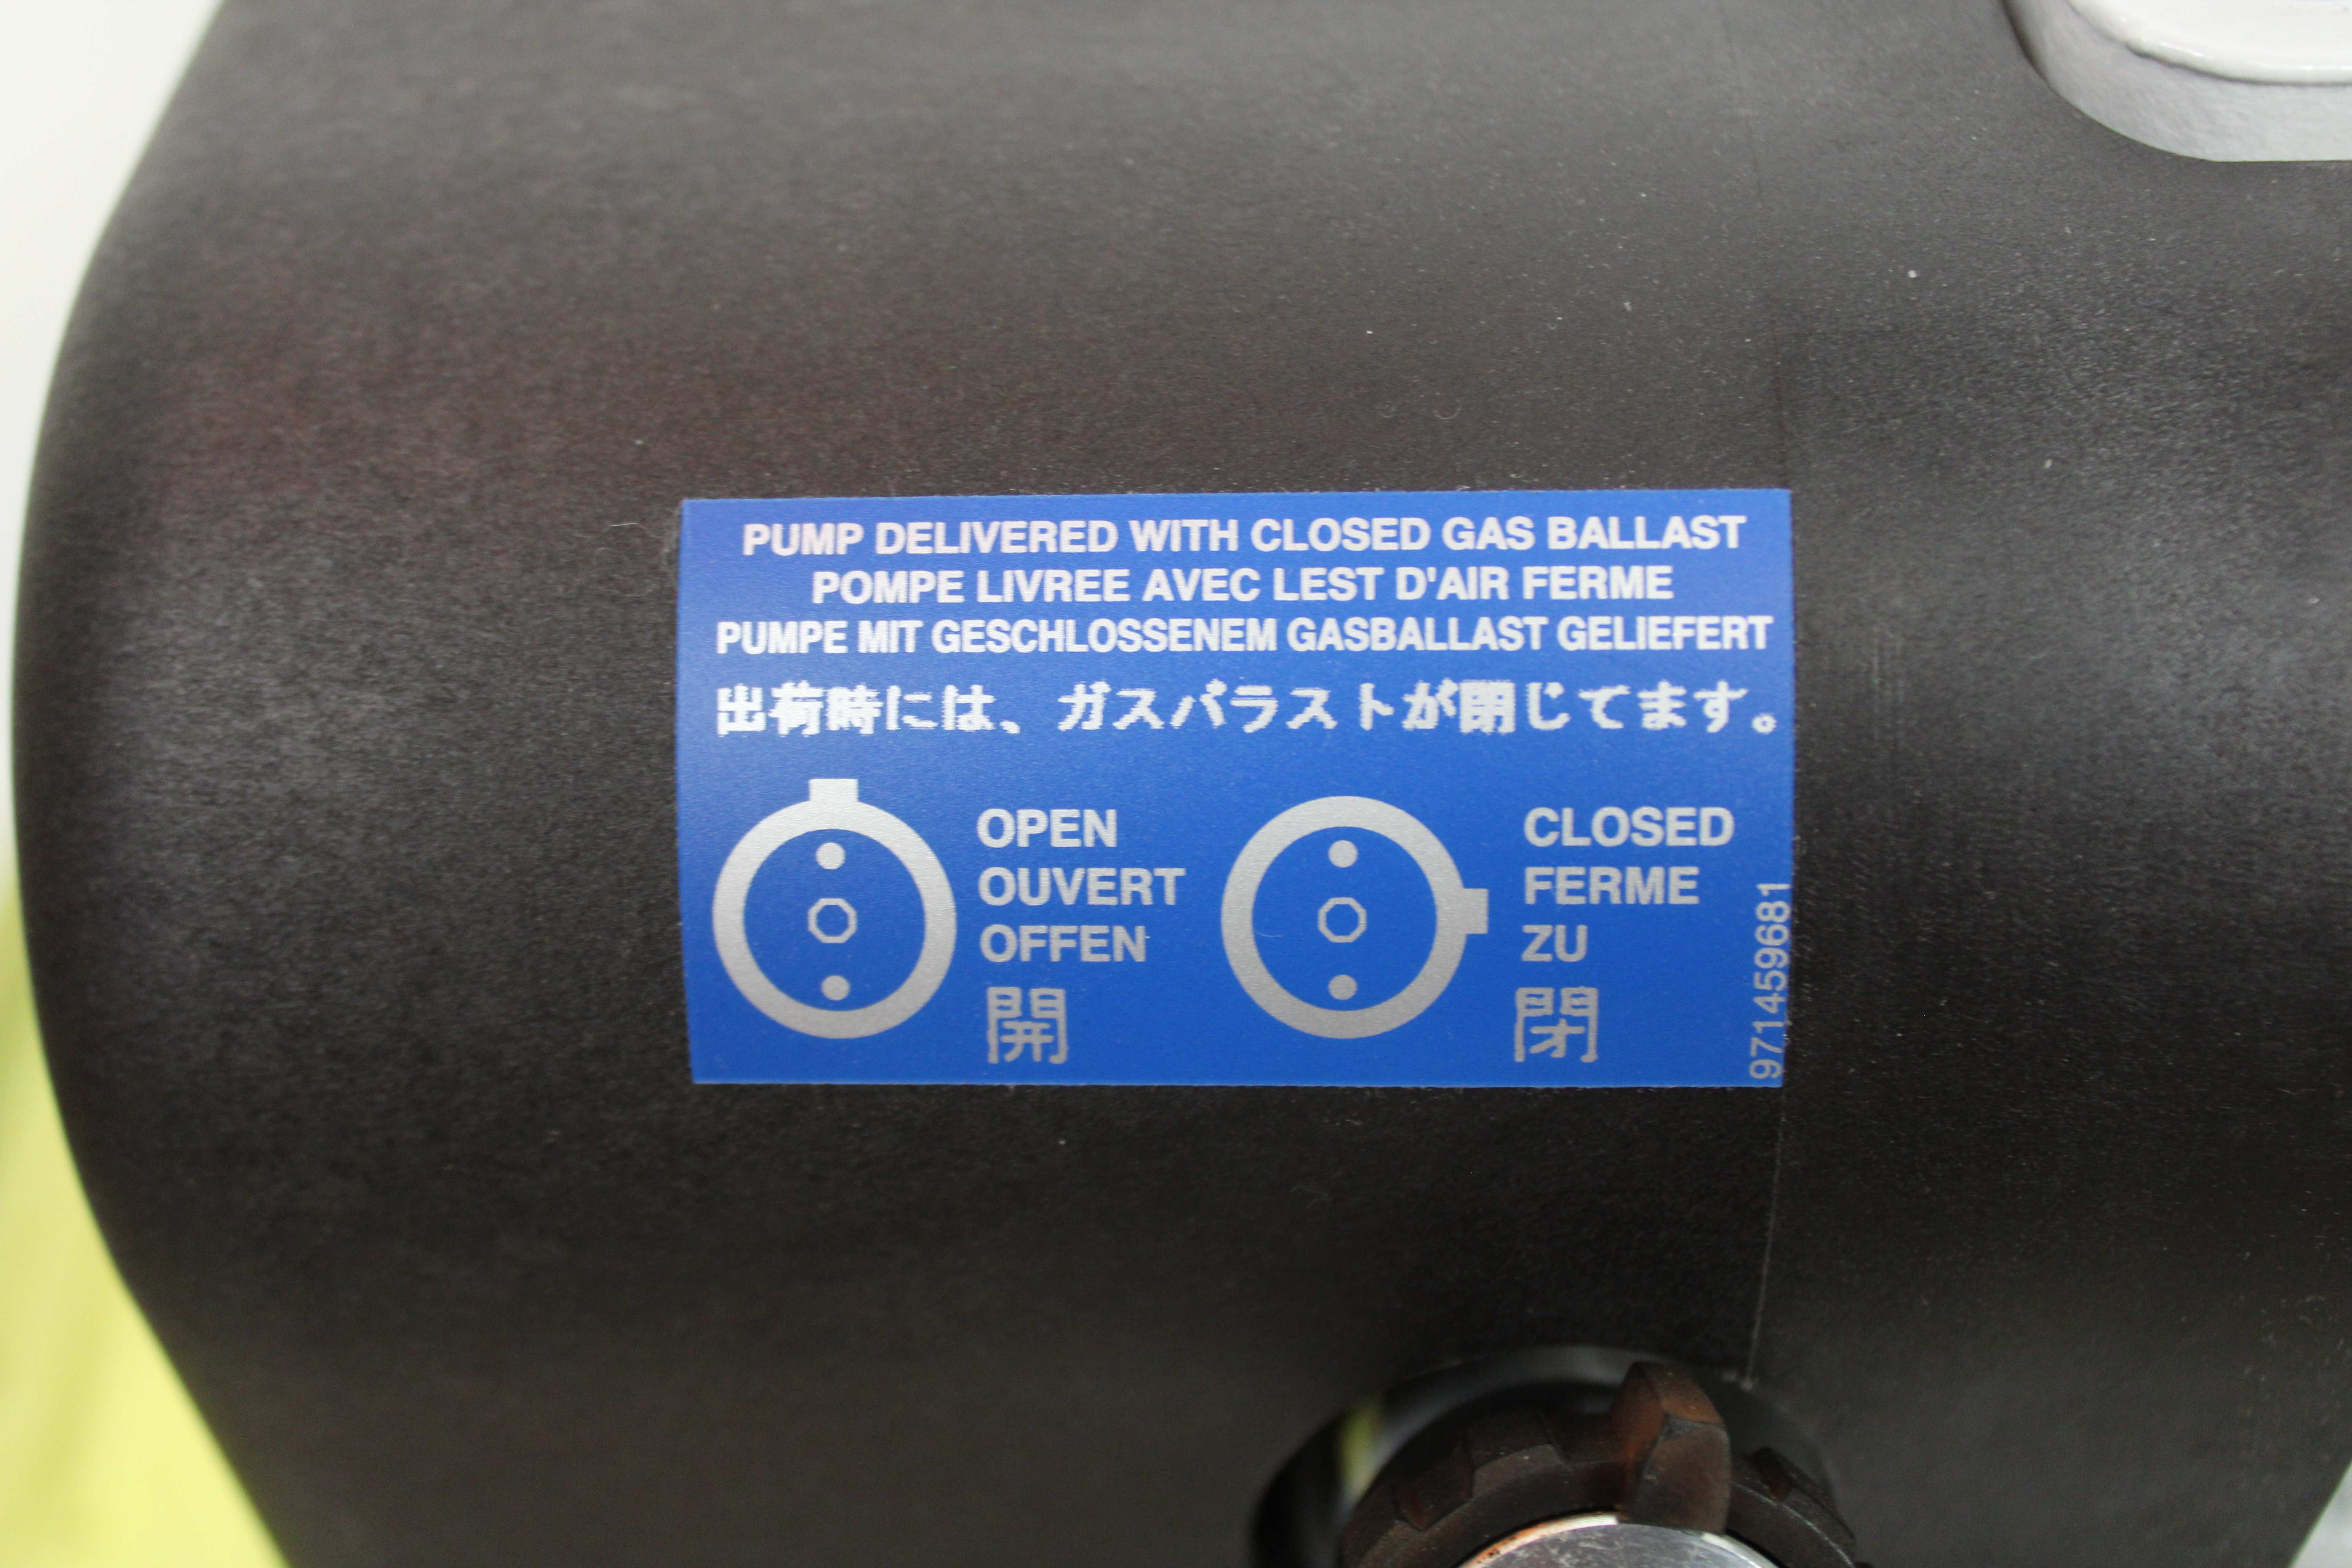 PUMP DELIVERED WITH CLOSED GAS BALLAST
POMPE LIVREE AVEC LEST D'AIR FERME
PUMPE MIT GESCHLOSSENEM GASBALLAST GELIEFERT
出荷時には、ガスバラストが閉じてます。
OPEN
OUVERT
OFFEN
開
CLOSED
FERME
ZU
閉
9714596 81